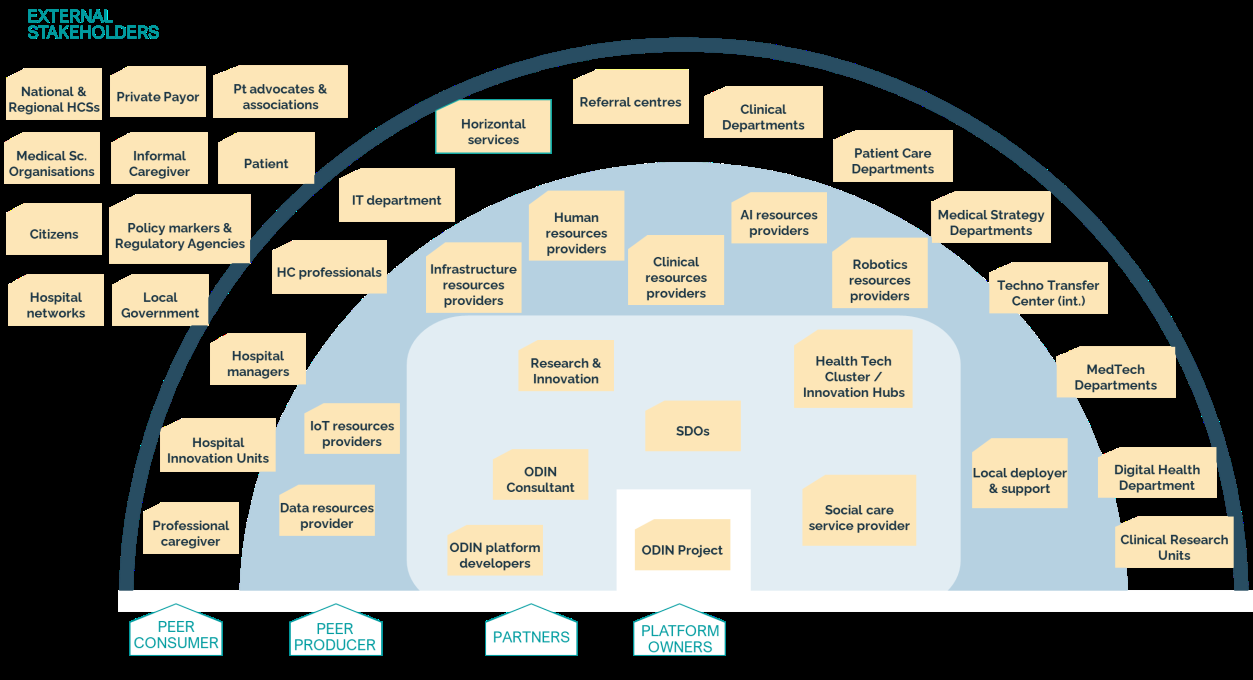 EXTERNAL
STAKEHOLDERS
National &
Regional HCSs
Private Payor
Pt advocates &
associations
Medical Sc.
Organisations
Informal
Caregiver
Patient
Citizens
Policy markers &
Regulatory Agencies
Hospital
networks
Local
Government
Horizontal
services
Referral centres
Clinical
Departments
Patient Care
Departments
IT department
Medical Strategy
Departments
HC professionals
Techno Transfer
Center (int.)
Hospital
managers
MedTech
Departments
Hospital
Innovation Units
Digital Health
Department
Professional
caregiver
Clinical Research
Units
Human
resources
providers
AI resources
providers
Infrastructure
resources
providers
Clinical
resources
providers
Robotics
resources
providers
IoT resources
providers
Data resources
provider
Local deployer
& support
Research &
Innovation
Health Tech
Cluster /
Innovation Hubs
SDOs
ODIN
Consultant
Social care
service provider
ODIN platform
developers
ODIN Project
PEER
CONSUMER
PEER
PRODUCER
PARTNERS
PLATFORM
OWNERS